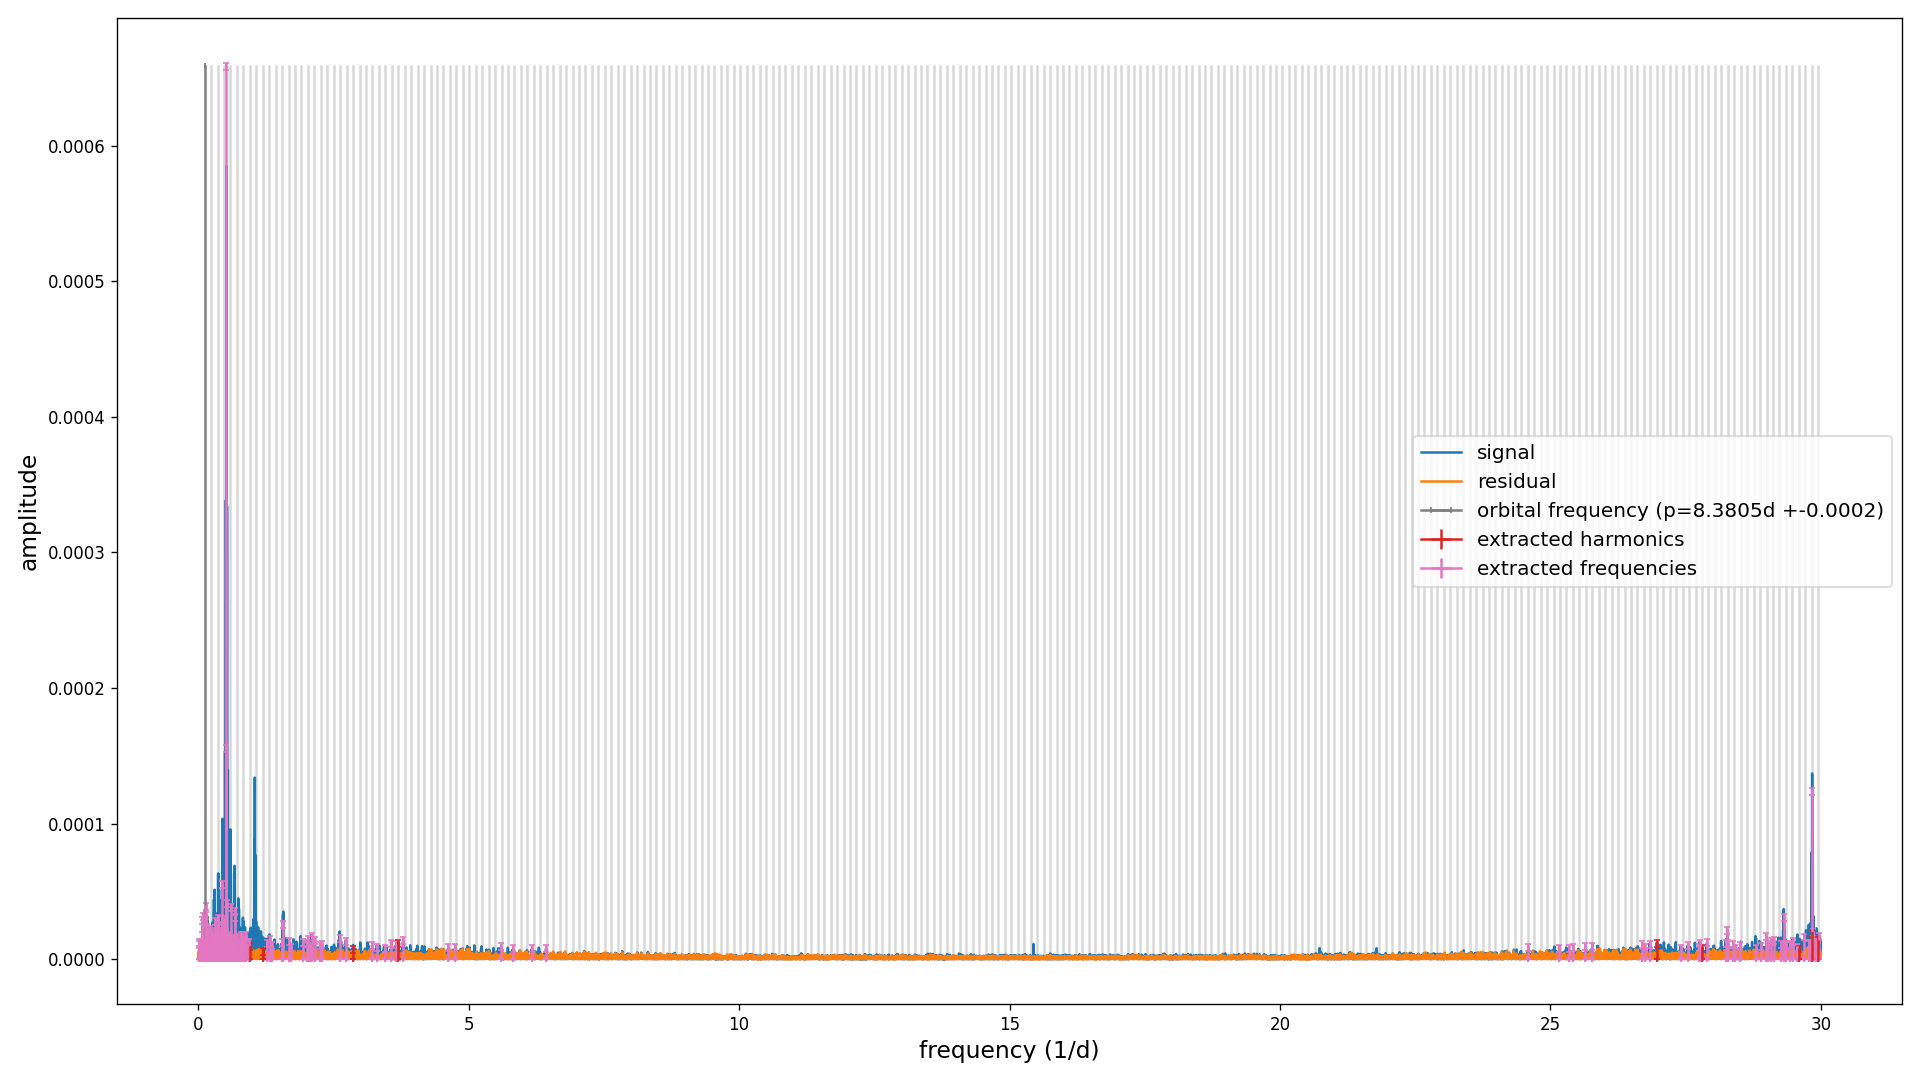 amplitude
0.0006
0.0005
0.0004
0.0003
0.0002
0.0001
0.0000
signal
residual
orbital frequency (p=8.3805d +-0.0002)
extracted harmonics
extracted frequencies
0 5 10 15 20 25 30
frequency (1/d)